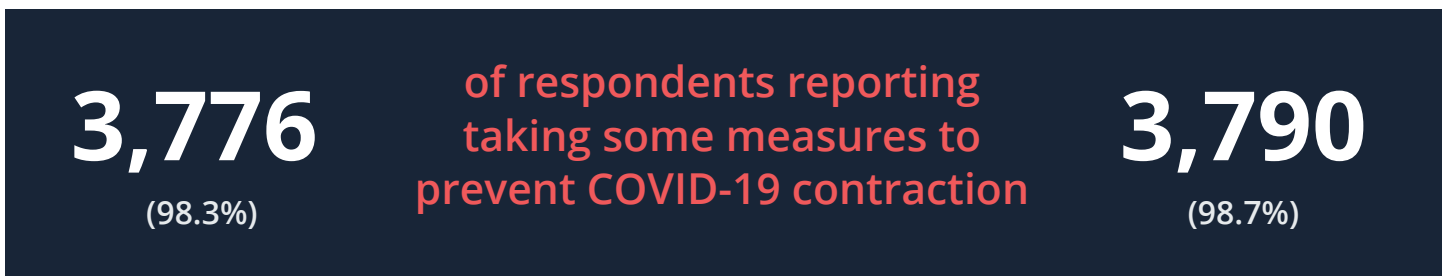 3,776
(98.3%)
of respondents reporting
taking some measures to
prevent COVID-19 contraction
3,790
(98.7%)